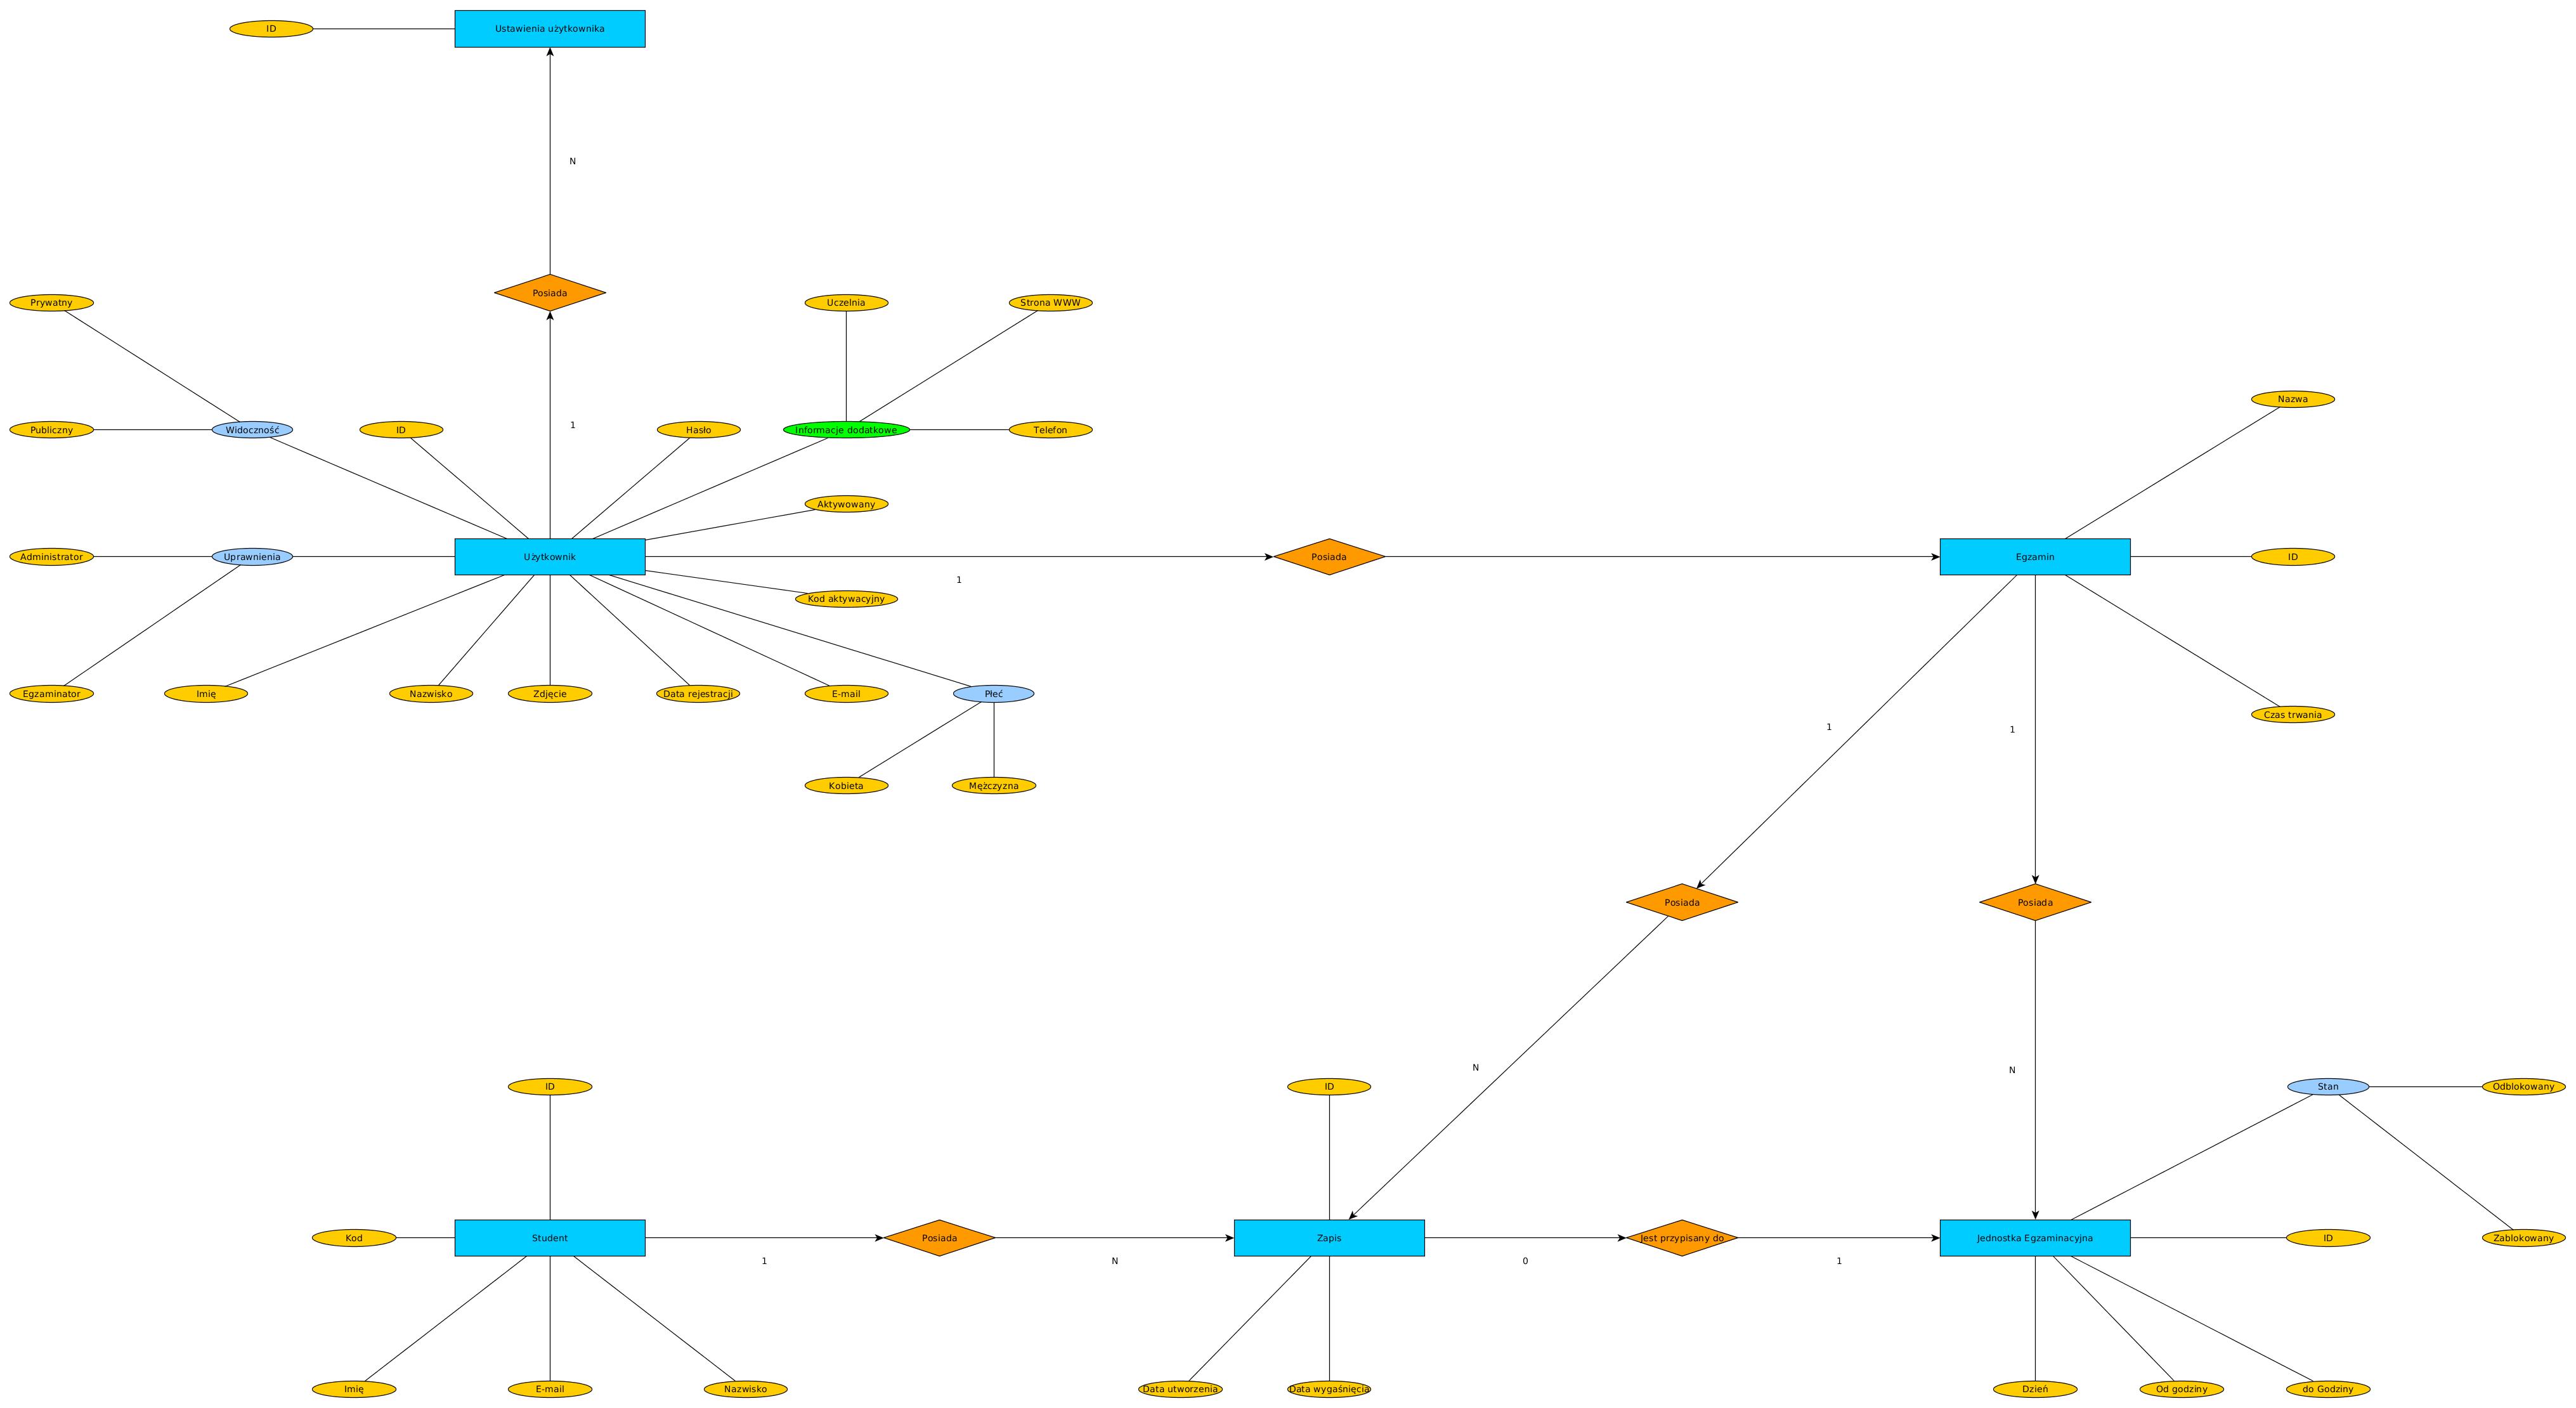 ID
Ustawienia użytkownika
N
Posiada
Prywatny
Uczelnia
Strona WWW
Nazwa
1
Publiczny
Widoczność
ID
Hasło
Informacje dodatkowe
Telefon
Aktywowany
Administrator
Uprawnienia
Użytkownik
Posiada
Egzamin
ID
1
Kod aktywacyjny
Egzaminator
Imię
Nazwisko
Zdjęcie
Data rejestracji
E-mail
Płeć
Czas trwania
1
1
Kobieta
Mężczyzna
Posiada
Posiada
N
N
ID
ID
Stan
Odblokowany
Kod
Student
Posiada
Zapis
Jest przypisany do
Jednostka Egzaminacyjna
ID
Zablokowany
1
N
0
1
Imię
E-mail
Nazwisko
Data utworzenia
Data wygaśnięcia
Dzień
Od godziny
do Godziny